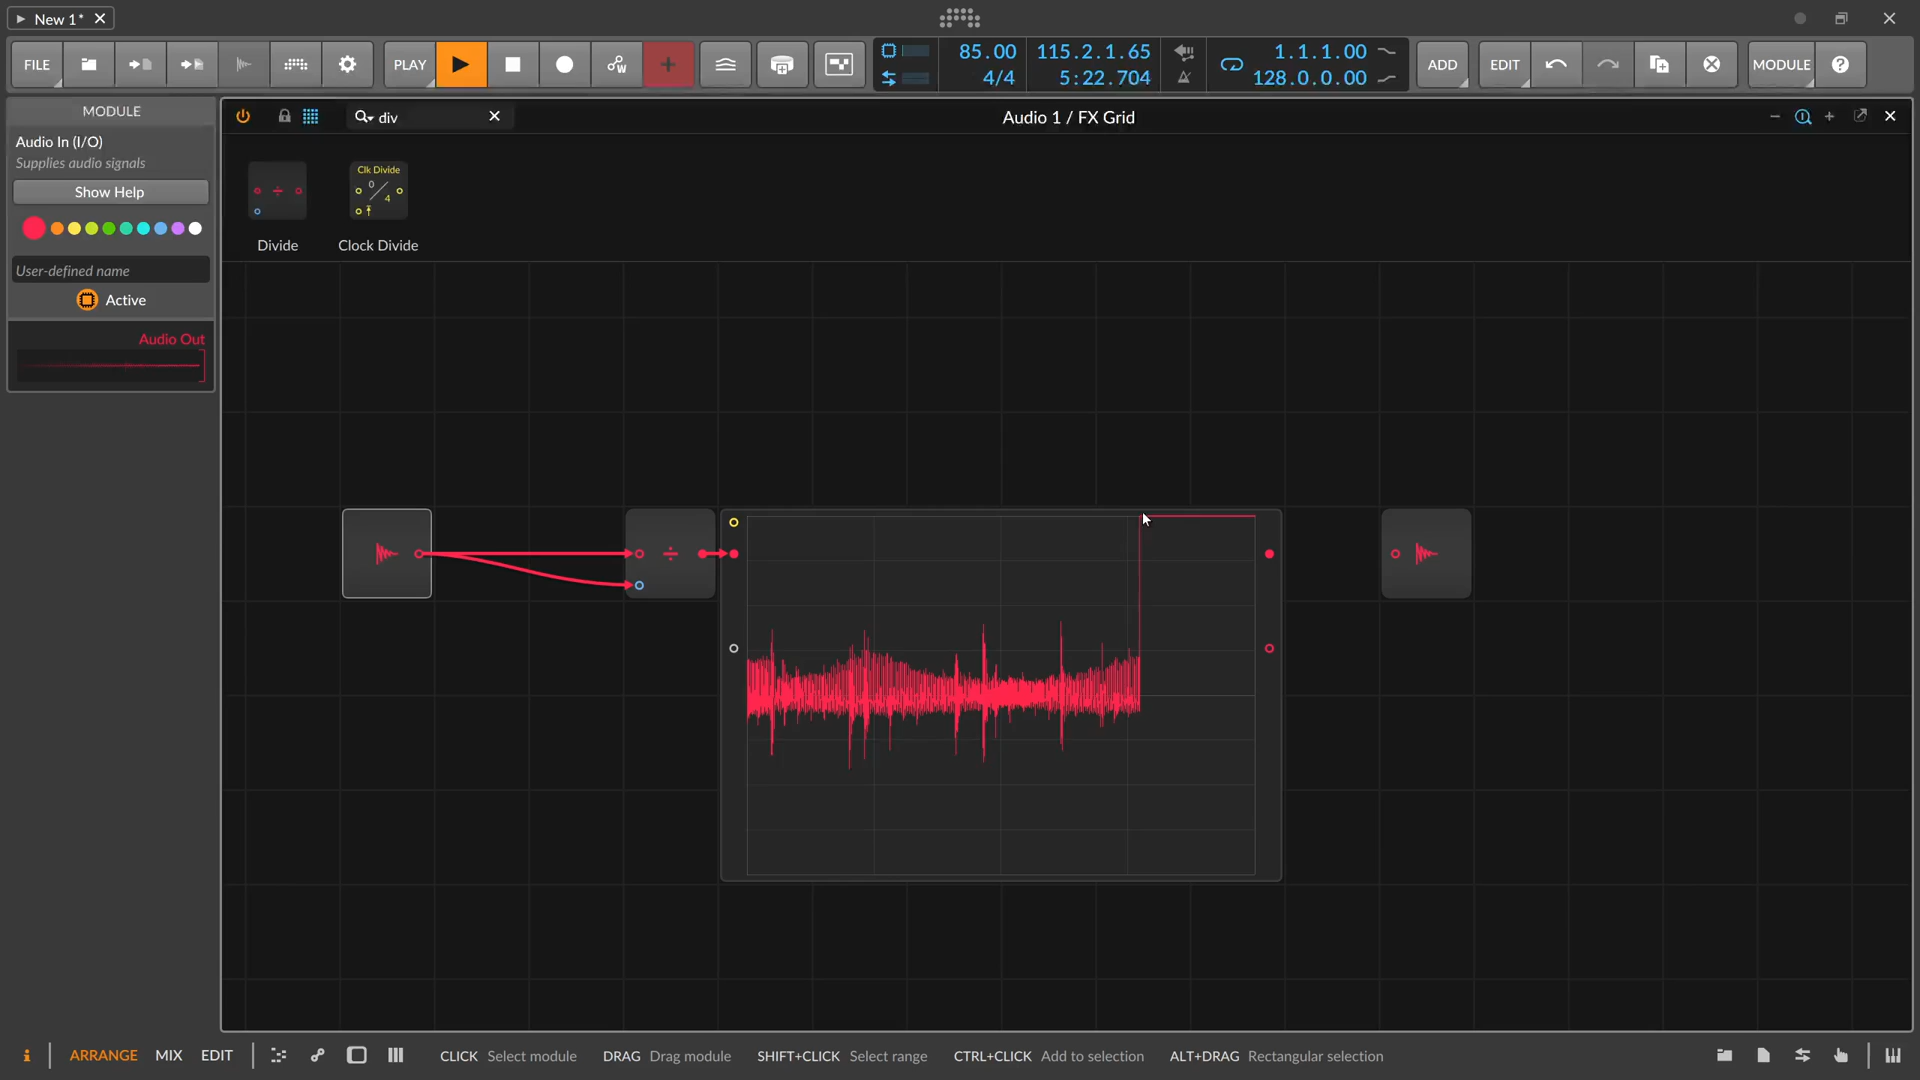 New 1*
FILE
PLAY
85.00
4/4
115.2.1.65
5:22.704
1.1.1.00
128.0.0.00
ADD
EDIT
MODULE
MODULE
Audio In (I/O)
Supplies audio signals
Show Help
User-defined name
Active
Audio Out
div
Audio 1 / FX Grid
Clk Divide
0
4
Divide
Clock Divide
ARRANGE MIX EDIT
CLICK Select module DRAG Drag module SHIFT+CLICK Select range CTRL+CLICK Add to selection ALT+DRAG Rectangular selection